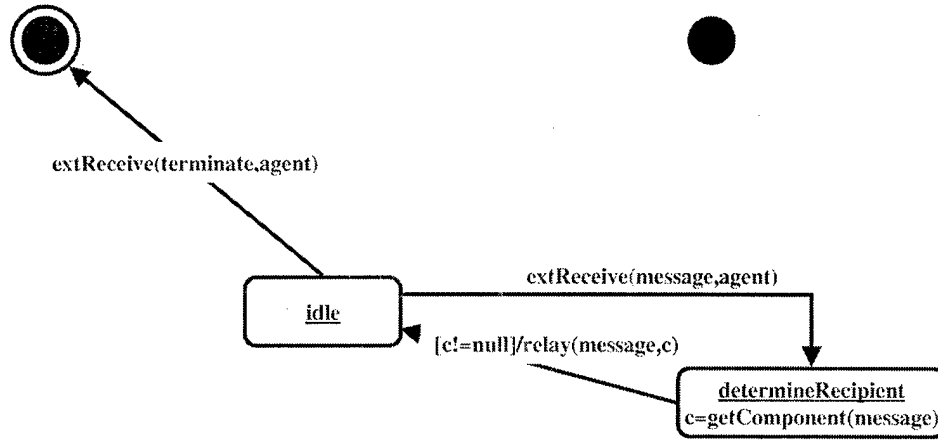 extReceive(terminate,agent)
extReceive(message,agent)
idle
[c!=null]/relay(message,c)
determineRecipient
c=getComponent(message)